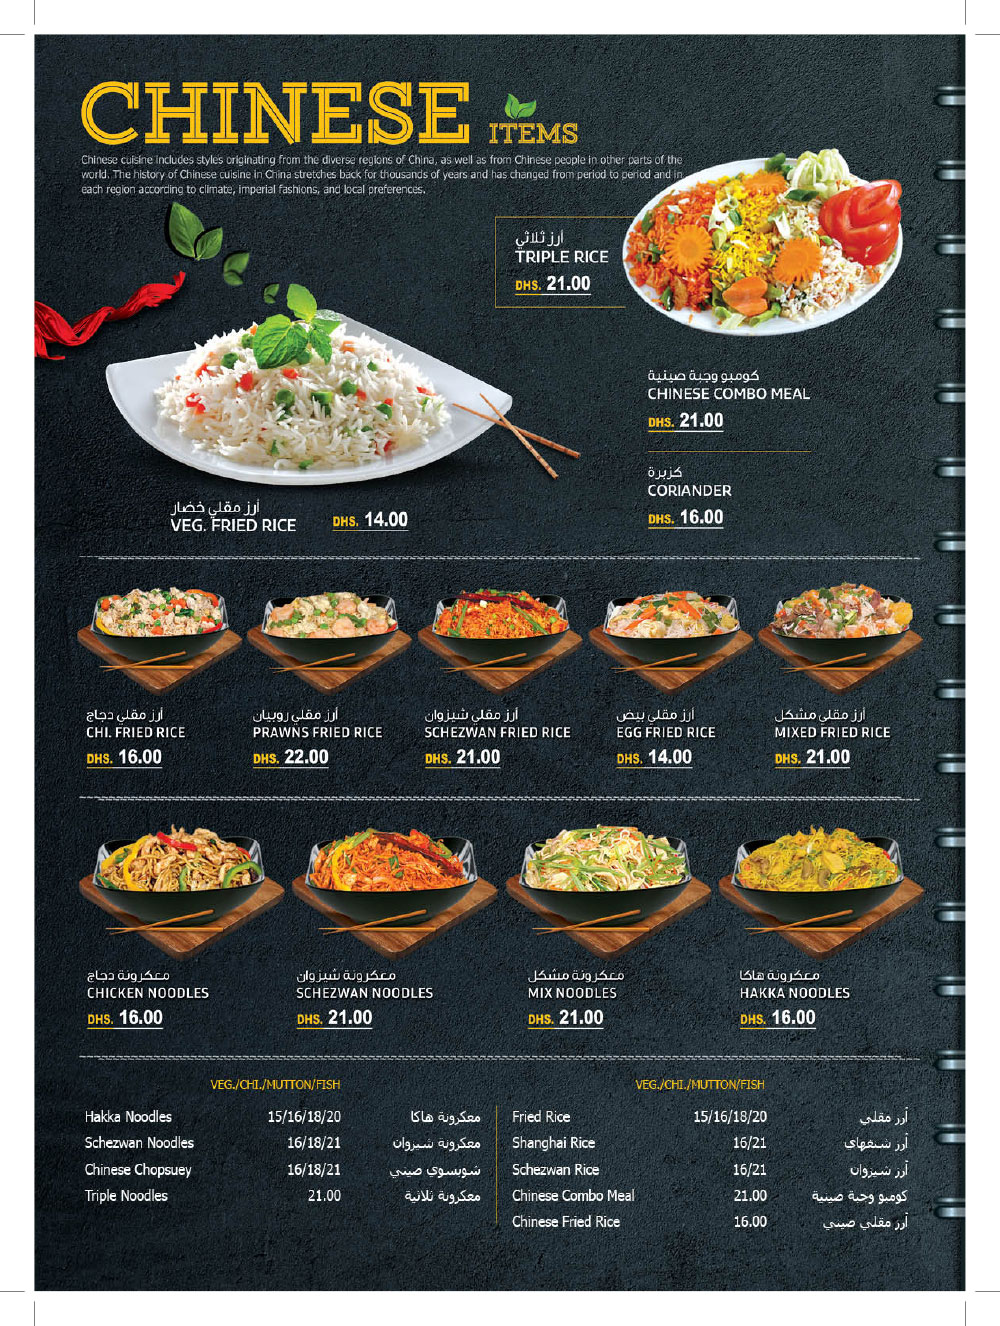 CHINESE ITEMS
Chinese cuisine includes styles originating from the diverse regions of China, as well as from Chinese people in other parts of the
world. The history of Chinese cuisine in China stretches back for thousands of years and has changed from period to period and in
each region according to climate, imperial fashions, and local preferences.
أرز ثلاثي
TRIPLE RICE
DHS. 21.00
كومبو وجبة صينية
CHINESE COMBO MEAL
DHS. 21.00
كزبرة
CORIANDER
DHS. 16.00
أرز مقلي خضار
VEG. FRIED RICE DHS. 14.00
أرز مقلي دجاج
CHI. FRIED RICE
DHS. 16.00
أرز مقلي روبيان
PRAWNS FRIED RICE
DHS. 22.00
أرز مقلي شيزوان
SCHEZWAN FRIED RICE
DHS. 21.00
أرز مقلي بيض
EGG FRIED RICE
DHS. 14.00
أرز مقلي مشكل
MIXED FRIED RICE
DHS. 21.00
معكرونة دجاج
CHICKEN NOODLES
DHS. 16.00
معكرونة شيزوان
SCHEZWAN NOODLES
DHS. 21.00
معكرونة مشكل
MIX NOODLES
DHS. 21.00
معكرونة هاكا
HAKKA NOODLES
DHS. 16.00
VEG./CHI./MUTTON/FISH
Hakka Noodles 15/16/18/20 معكرونة هاكا
Schezwan Noodles 16/18/21 معكرونة شيزوان
Chinese Chopsuey 16/18/21 شوبسوي صيني
Triple Noodles 21.00 معكرونة ثلاثية
VEG./CHI./MUTTON/FISH
Fried Rice 15/16/18/20 أرز مقلي
Shanghai Rice 16/21 أرز شنغهاي
Schezwan Rice 16/21 أرز شيزوان
Chinese Combo Meal 21.00 كومبو وجبة صينية
Chinese Fried Rice 16.00 أرز مقلي صيني